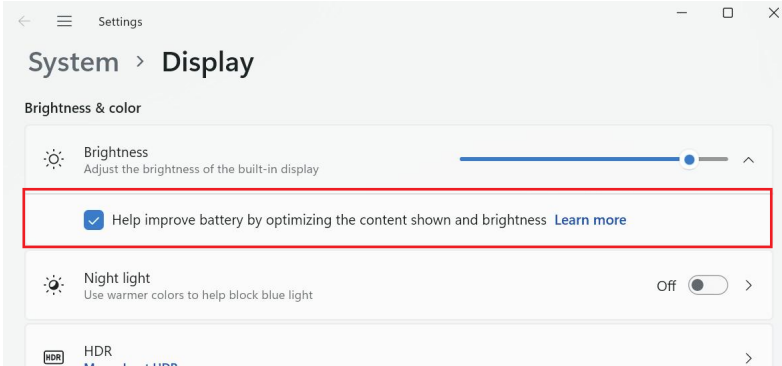 Settings
System > Display
Brightness & color
Brightness
Adjust the brightness of the built-in display
Help improve battery by optimizing the content shown and brightness Learn more
Night light
Off
Use warmer colors to help block blue light
HDR
HDR